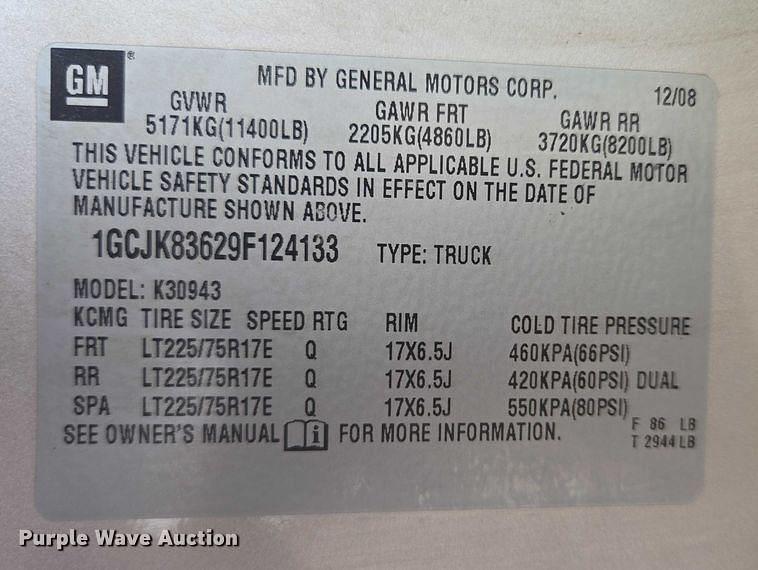 GM ®
MFD BY GENERAL MOTORS CORP. 12/08
GVWR GAWR FRT GAWR RR
5171KG(11400LB) 2205KG(4860LB) 3720KG(8200LB)
THIS VEHICLE CONFORMS TO ALL APPLICABLE U.S. FEDERAL MOTOR
VEHICLE SAFETY STANDARDS IN EFFECT ON THE DATE OF
MANUFACTURE SHOWN ABOVE.
1GCJK83629F124133 TYPE: TRUCK
MODEL: K30943
KCMG TIRE SIZE SPEED RTG RIM COLD TIRE PRESSURE
FRT LT225/75R17E Q 17X6.5J 460KPA(66PSI)
RR LT225/75R17E Q 17X6.5J 420KPA(60PSI) DUAL
SPA LT225/75R17E Q 17X6.5J 550KPA(80PSI)
SEE OWNER'S MANUAL i FOR MORE INFORMATION.
F 86 LB
T 2944 LB
Purple Wave Auction